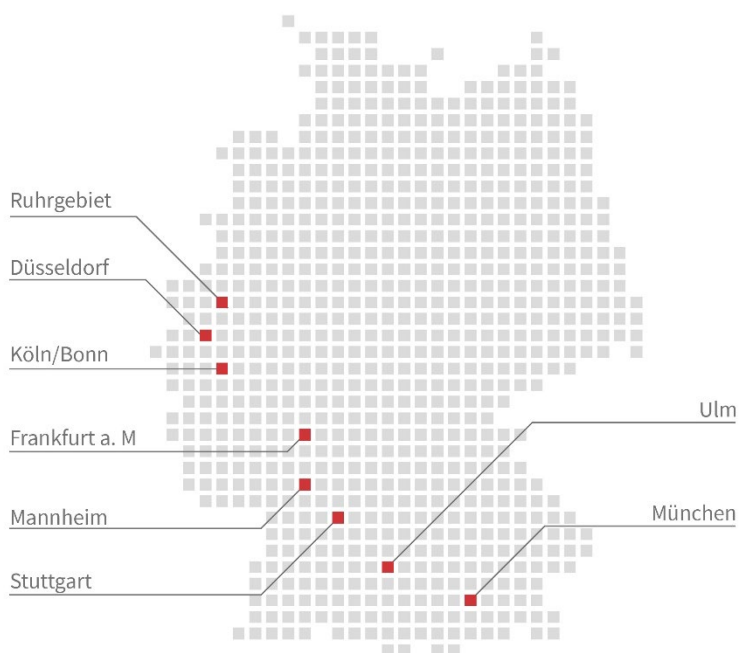 Ruhrgebiet
Düsseldorf
Köln/Bonn
Frankfurt a. M
Mannheim
Stuttgart
Ulm
München